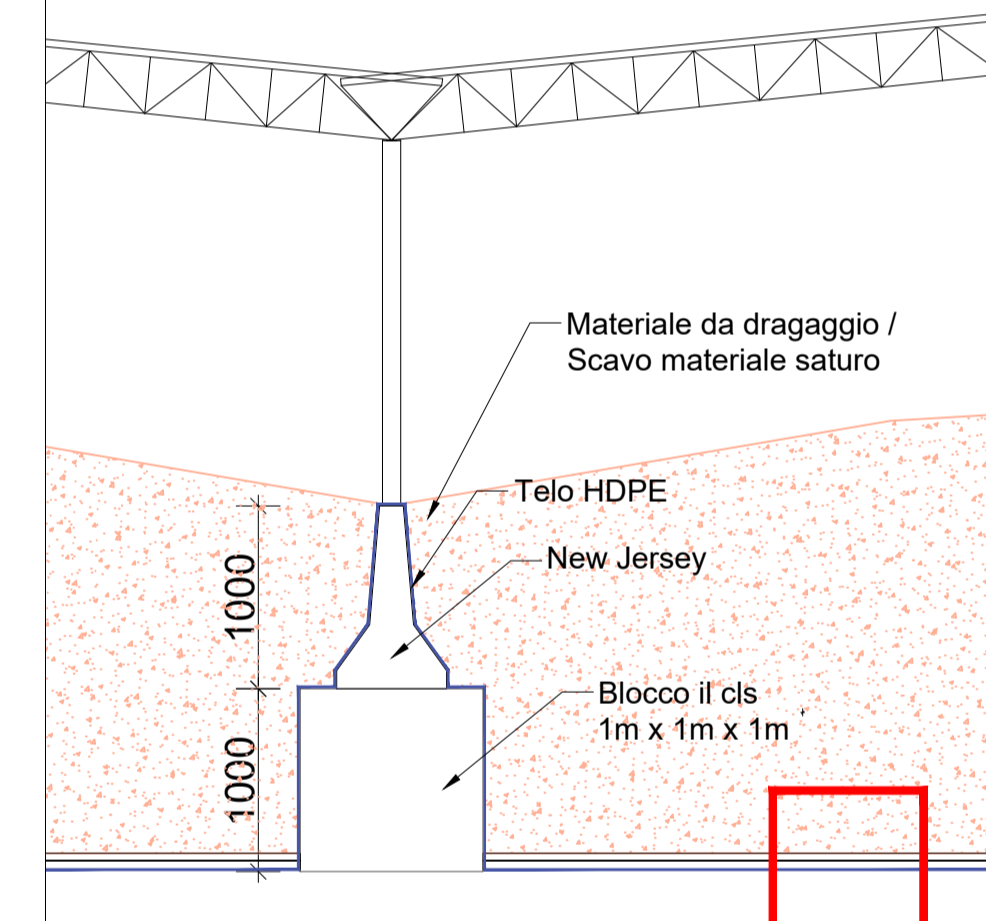 Materiale da dragaggio /
Scavo materiale saturo
Telo HDPE
New Jersey
1000
Blocco il cls
1m x 1m x 1m
1000